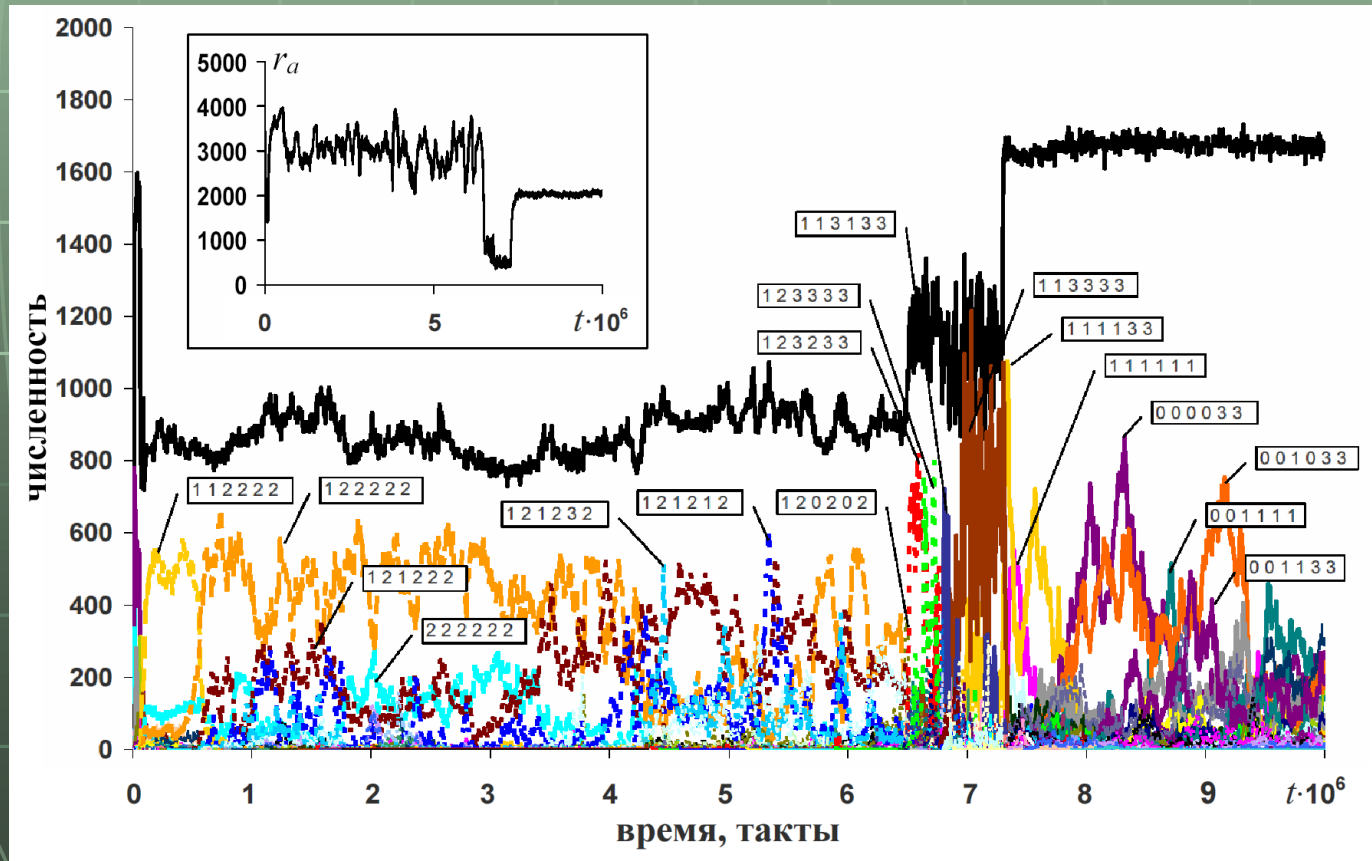 2000
1800
1600
1400
1200
1000
800
600
400
200
0
численность
5000
4000
3000
2000
1000
0
r_a
0 5 t·10⁶
1 1 3 1 3 3
1 2 3 3 3 3
1 2 3 2 3 3
1 1 3 3 3 3
1 1 1 1 3 3
1 1 1 1 1 1
0 0 0 0 3 3
0 0 1 0 3 3
0 0 1 1 1 1
0 0 1 1 3 3
1 1 2 2 2 2
1 2 2 2 2 2
1 2 1 2 3 2
1 2 1 2 1 2
1 2 0 2 0 2
1 2 1 2 2 2
2 2 2 2 2 2
0 1 2 3 4 5 6 7 8 9 t·10⁶
время, такты